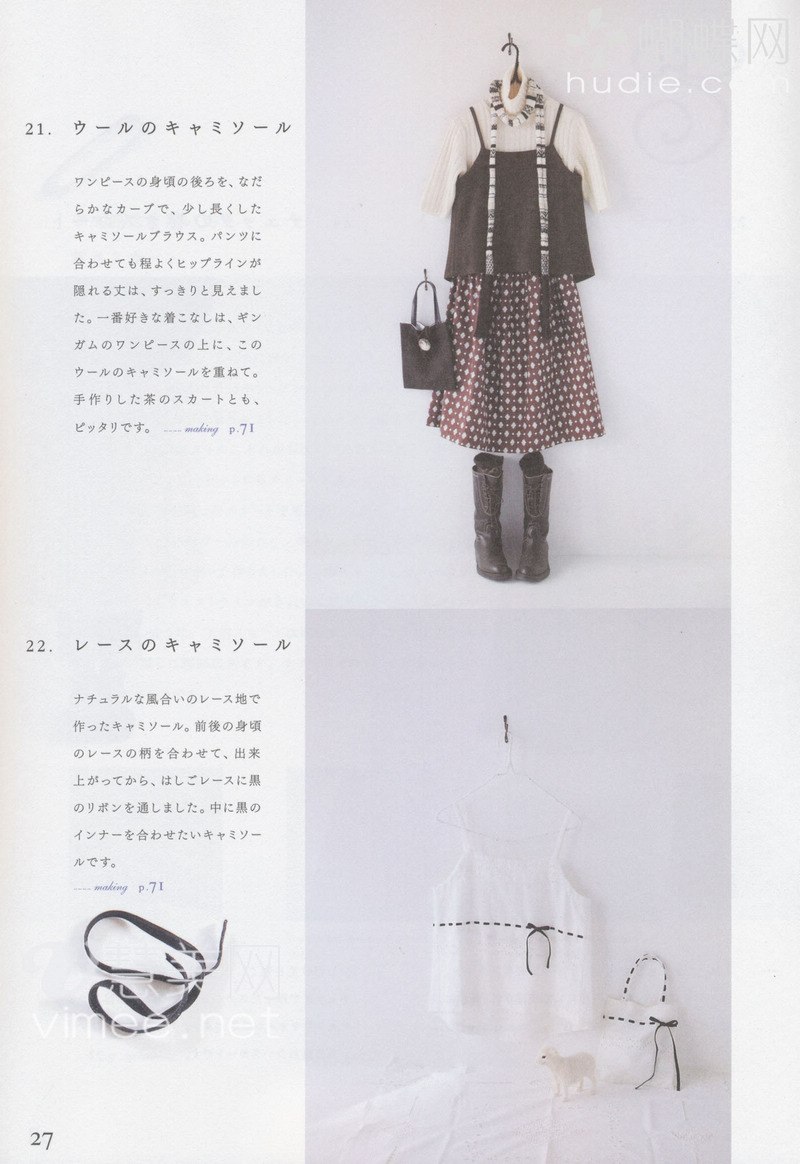 21. ウールのキャミソール
ワンピースの身頃の後ろを、なだ
らかなカーブで、少し長くした
キャミソールブラウス。パンツに
合わせても程よくヒップラインが
隠れる丈は、すっきりと見えまし
た。一番好きな着こなしは、ギン
ガムのワンピースの上に、この
ウールのキャミソールを重ねて。
手作りした茶のスカートとも、
ピッタリです。 ---- making p.71
蝴蝶网
hudie.com
22. レースのキャミソール
ナチュラルな風合いのレース地で
作ったキャミソール。前後の身頃
のレースの柄を合わせて、出来
上がってから、はしごレースに黒
のリボンを通しました。中に黒の
インナーを合わせたいキャミソー
ルです。
---- making p.71
vimee.net
27